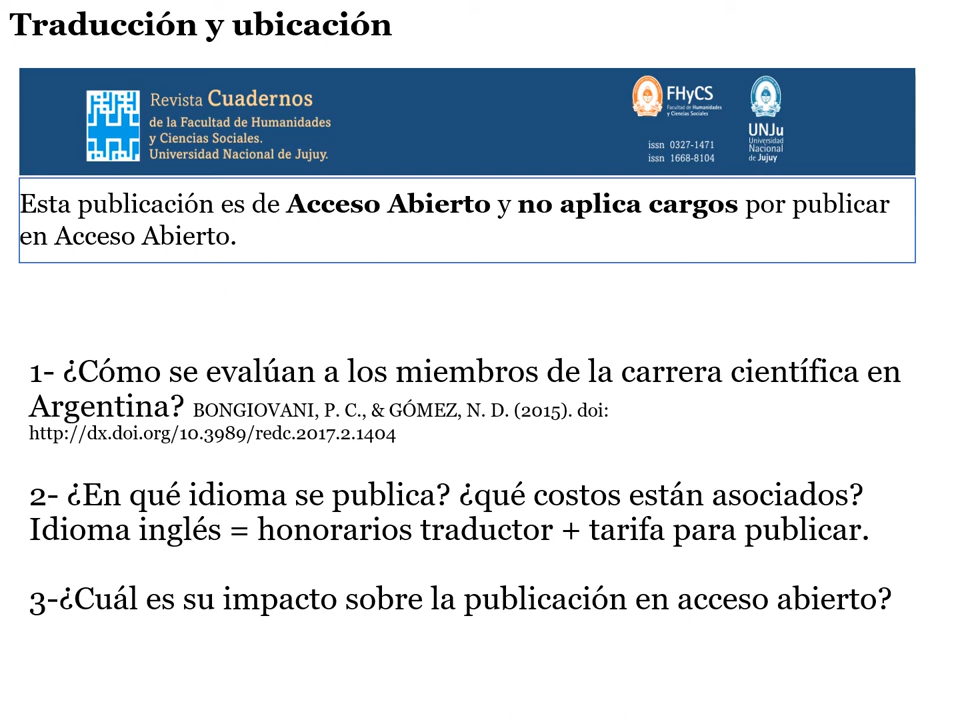 Traducción y ubicación
Revista Cuadernos
de la Facultad de Humanidades
y Ciencias Sociales.
Universidad Nacional de Jujuy.
FHyCS
Facultad de Humanidades
y Ciencias Sociales
issn 0327-1471
issn 1668-8104
UNJu
Universidad
Nacional
de Jujuy
Esta publicación es de Acceso Abierto y no aplica cargos por publicar
en Acceso Abierto.
1- ¿Cómo se evalúan a los miembros de la carrera científica en
Argentina? BONGIOVANI, P. C., & GÓMEZ, N. D. (2015). doi:
http://dx.doi.org/10.3989/redc.2017.2.1404
2- ¿En qué idioma se publica? ¿qué costos están asociados?
Idioma inglés = honorarios traductor + tarifa para publicar.
3-¿Cuál es su impacto sobre la publicación en acceso abierto?